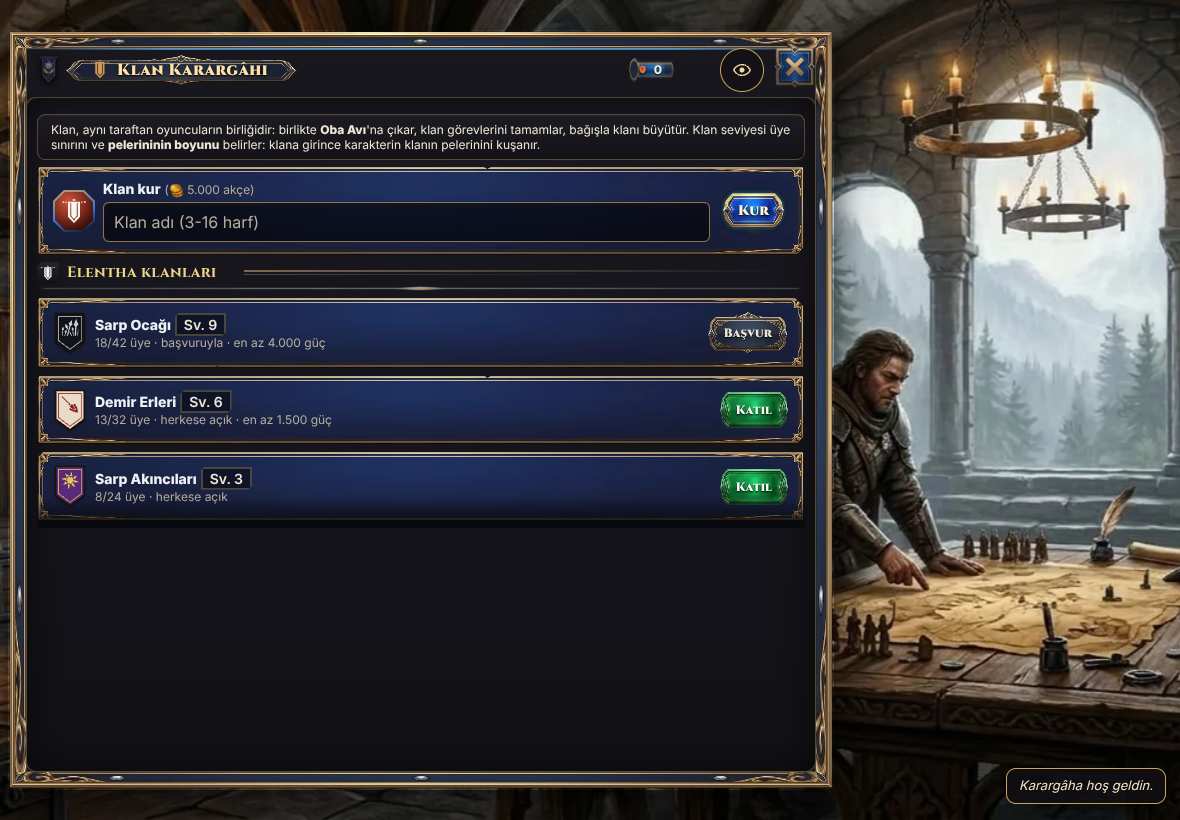 KLAN KARARGÂHI
0
Klan, aynı taraftan oyuncuların birliğidir: birlikte Oba Avı'na çıkar, klan görevlerini tamamlar, bağışla klanı büyütür. Klan seviyesi üye
sınırını ve pelerininin boyunu belirler: klana girince karakterin klanın pelerinini kuşanır.
Klan kur (5.000 akçe)
Klan adı (3-16 harf)
KUR
ELENTHA KLANLARI
Sarp Ocağı Sv. 9
18/42 üye · başvuruyla · en az 4.000 güç
BAŞVUR
Demir Erleri Sv. 6
13/32 üye · herkese açık · en az 1.500 güç
KATIL
Sarp Akıncıları Sv. 3
8/24 üye · herkese açık
KATIL
Karargâha hoş geldin.